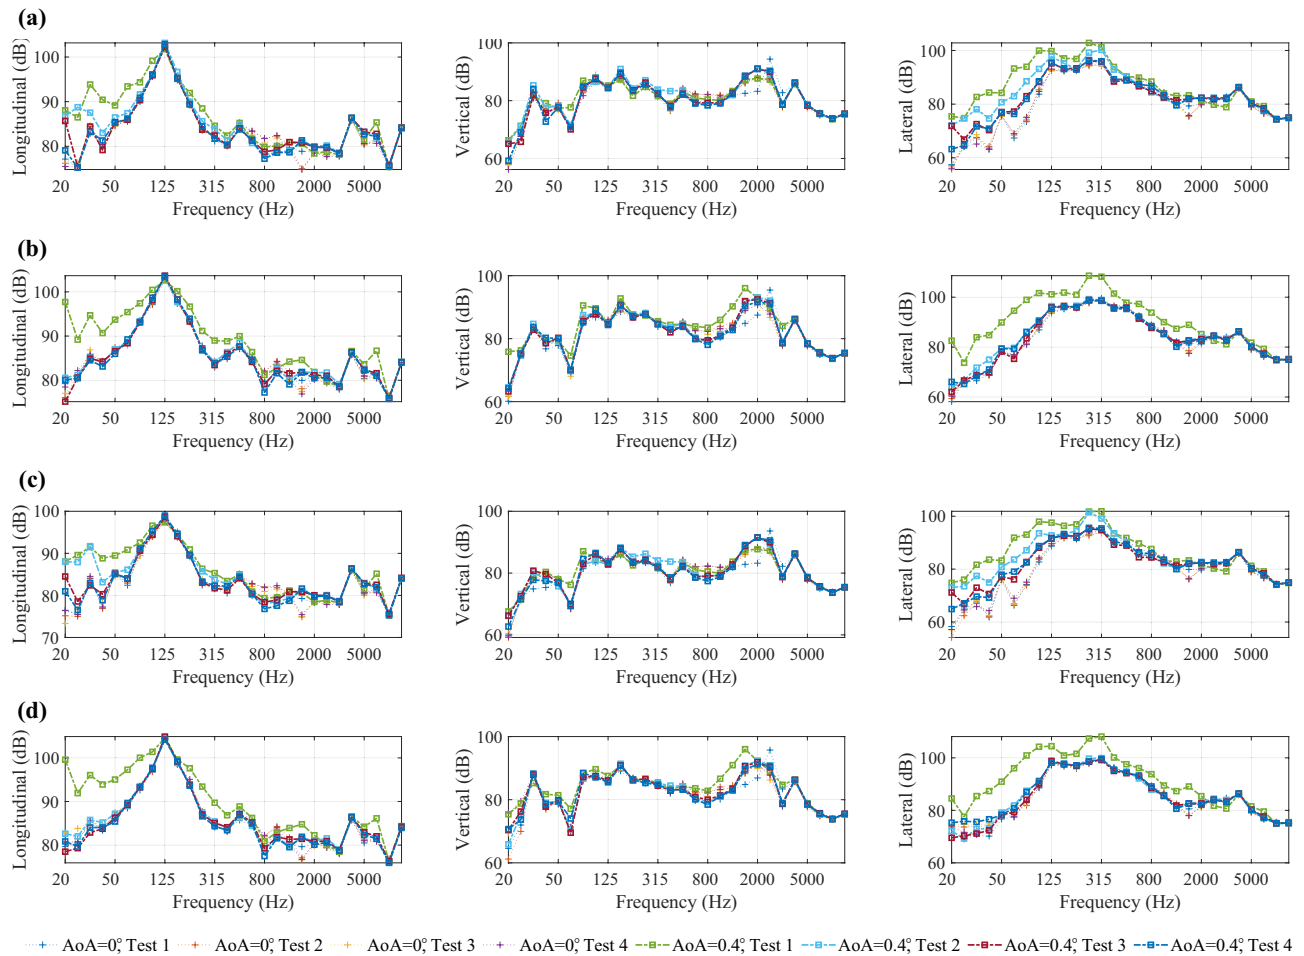 (a)
Longitudinal (dB)
100
90
80
20 50 125 315 800 2000 5000
Frequency (Hz)
Vertical (dB)
100
80
60
20 50 125 315 800 2000 5000
Frequency (Hz)
Lateral (dB)
100
80
60
20 50 125 315 800 2000 5000
Frequency (Hz)
(b)
Longitudinal (dB)
100
90
80
20 50 125 315 800 2000 5000
Frequency (Hz)
Vertical (dB)
100
80
60
20 50 125 315 800 2000 5000
Frequency (Hz)
Lateral (dB)
100
80
60
20 50 125 315 800 2000 5000
Frequency (Hz)
(c)
Longitudinal (dB)
100
90
80
70
20 50 125 315 800 2000 5000
Frequency (Hz)
Vertical (dB)
100
80
60
20 50 125 315 800 2000 5000
Frequency (Hz)
Lateral (dB)
100
80
60
20 50 125 315 800 2000 5000
Frequency (Hz)
(d)
Longitudinal (dB)
100
90
80
20 50 125 315 800 2000 5000
Frequency (Hz)
Vertical (dB)
100
80
60
20 50 125 315 800 2000 5000
Frequency (Hz)
Lateral (dB)
100
80
60
20 50 125 315 800 2000 5000
Frequency (Hz)
AoA=0°, Test 1 AoA=0°, Test 2 AoA=0°, Test 3 AoA=0°, Test 4 AoA=0.4°, Test 1 AoA=0.4°, Test 2 AoA=0.4°, Test 3 AoA=0.4°, Test 4